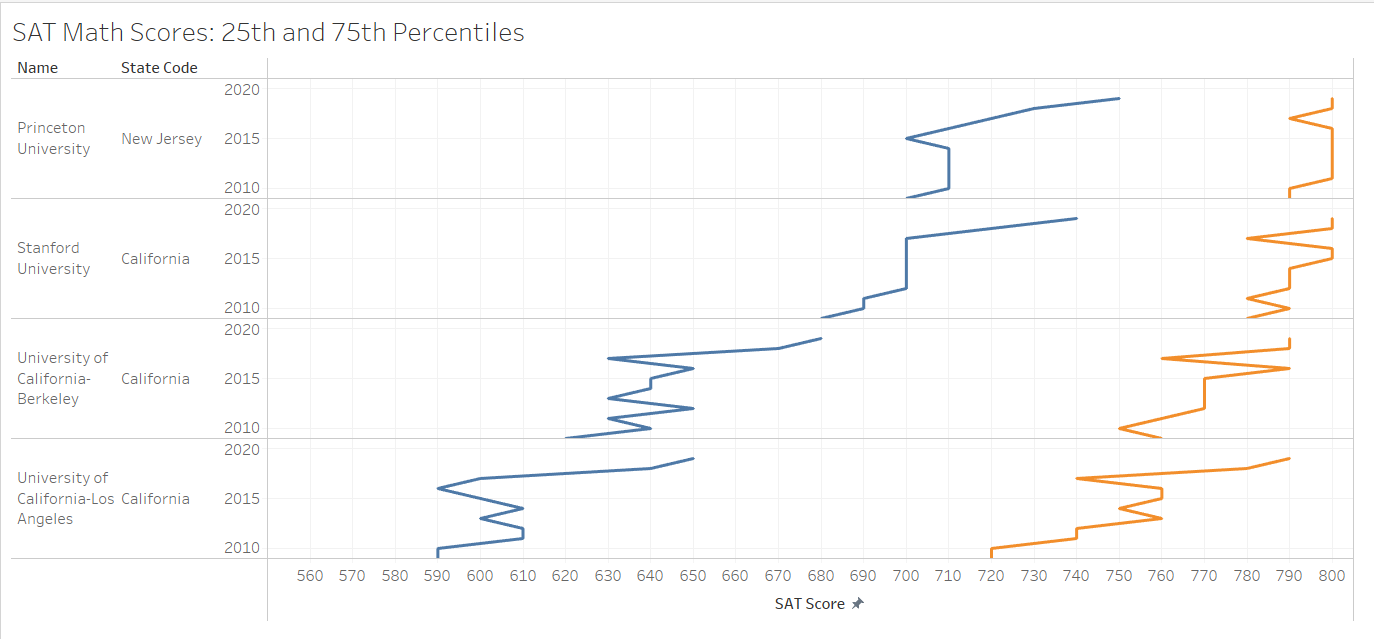 SAT Math Scores: 25th and 75th Percentiles
Name State Code
2020
Princeton
University
New Jersey
2015
2010
2020
Stanford
University
California
2015
2010
2020
University of
California-
Berkeley
California
2015
2010
2020
University of
California-Los
Angeles
California
2015
2010
560 570 580 590 600 610 620 630 640 650 660 670 680 690 700 710 720 730 740 750 760 770 780 790 800
SAT Score